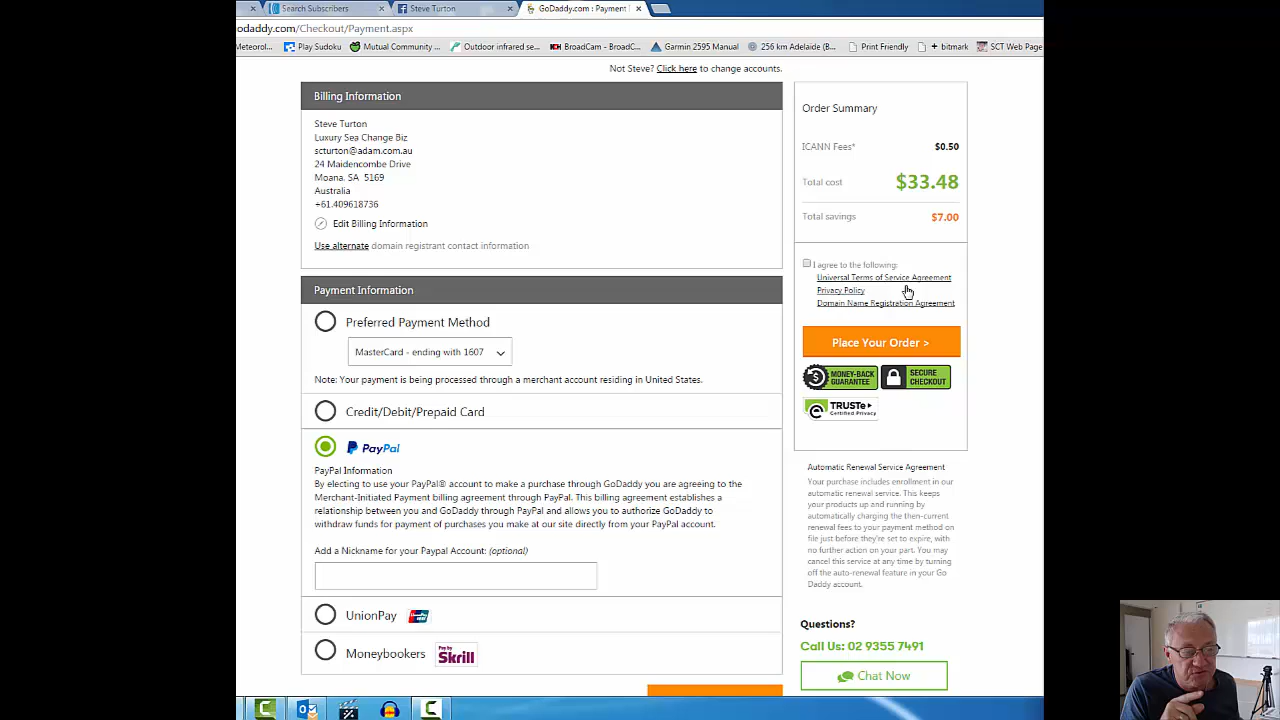 Search Subscribers
Steve Turton
GoDaddy.com : Payment
odaddy.com/Checkout/Payment.aspx
Meteorol...
Play Sudoku
Mutual Community ...
Outdoor infrared se...
BroadCam - BroadC...
Garmin 2595 Manual
256 km Adelaide (B...
Print Friendly
+ bitmark
SCT Web Page
Not Steve? Click here to change accounts.
Billing Information
Steve Turton
Luxury Sea Change Biz
scturton@adam.com.au
24 Maidencombe Drive
Moana, SA 5169
Australia
+61.409618736
Edit Billing Information
Use alternate domain registrant contact information
Payment Information
Preferred Payment Method
MasterCard - ending with 1607
Note: Your payment is being processed through a merchant account residing in United States.
Credit/Debit/Prepaid Card
PayPal
PayPal Information
By electing to use your PayPal® account to make a purchase through GoDaddy you are agreeing to the
Merchant-Initiated Payment billing agreement through PayPal. This billing agreement establishes a
relationship between you and GoDaddy through PayPal and allows you to authorize GoDaddy to
withdraw funds for payment of purchases you make at our site directly from your PayPal account.
Add a Nickname for your Paypal Account: (optional)
UnionPay
Moneybookers
Pay by
Skrill
Order Summary
ICANN Fees* $0.50
Total cost $33.48
Total savings $7.00
I agree to the following:
Universal Terms of Service Agreement
Privacy Policy
Domain Name Registration Agreement
Place Your Order >
MONEY-BACK
GUARANTEE
SECURE
CHECKOUT
TRUSTe
Certified Privacy
Automatic Renewal Service Agreement
Your purchase includes enrollment in our
automatic renewal service. This keeps
your products up and running by
automatically charging the then-current
renewal fees to your payment method on
file just before they're set to expire, with
no further action on your part. You may
cancel this service at any time by turning
off the auto-renewal feature in your Go
Daddy account.
Questions?
Call Us: 02 9355 7491
Chat Now